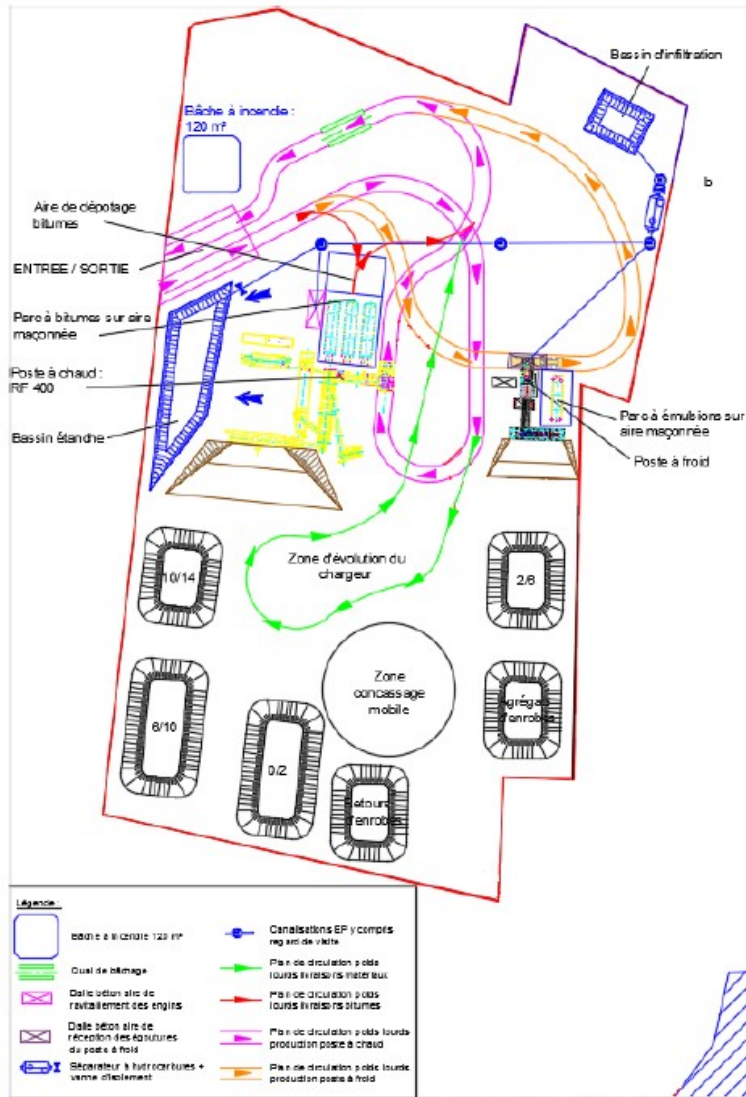 Bassin d'infiltration
Bâche à incendie :
120 m³
b
Aire de dépotage
bitumes
ENTREE / SORTIE
Parc à bitumes sur aire
maçonnée
Poste à chaud :
RF 400
Bassin étanche
Parc à émulsions sur
aire maçonnée
Poste à froid
Zone d'évolution du
chargeur
10/14
2/6
Zone
concassage
mobile
6/10
0/2
Agrégats
d'enrobés
Retours
d'enrobés
Légende :
Bâche à incendie 120 m³
Quai de bâchage
Dalle béton aire de
ravitaillement des engins
Dalle béton aire de
réception des égoutures
du poste à froid
Séparateur à hydrocarbures +
vanne d'isolement
Canalisations EP y compris
regard de visite
Plan de circulation poids
lourds livraisons matériaux
Plan de circulation poids
lourds livraisons bitumes
Plan de circulation poids lourds
production poste à chaud
Plan de circulation poids lourds
production poste à froid